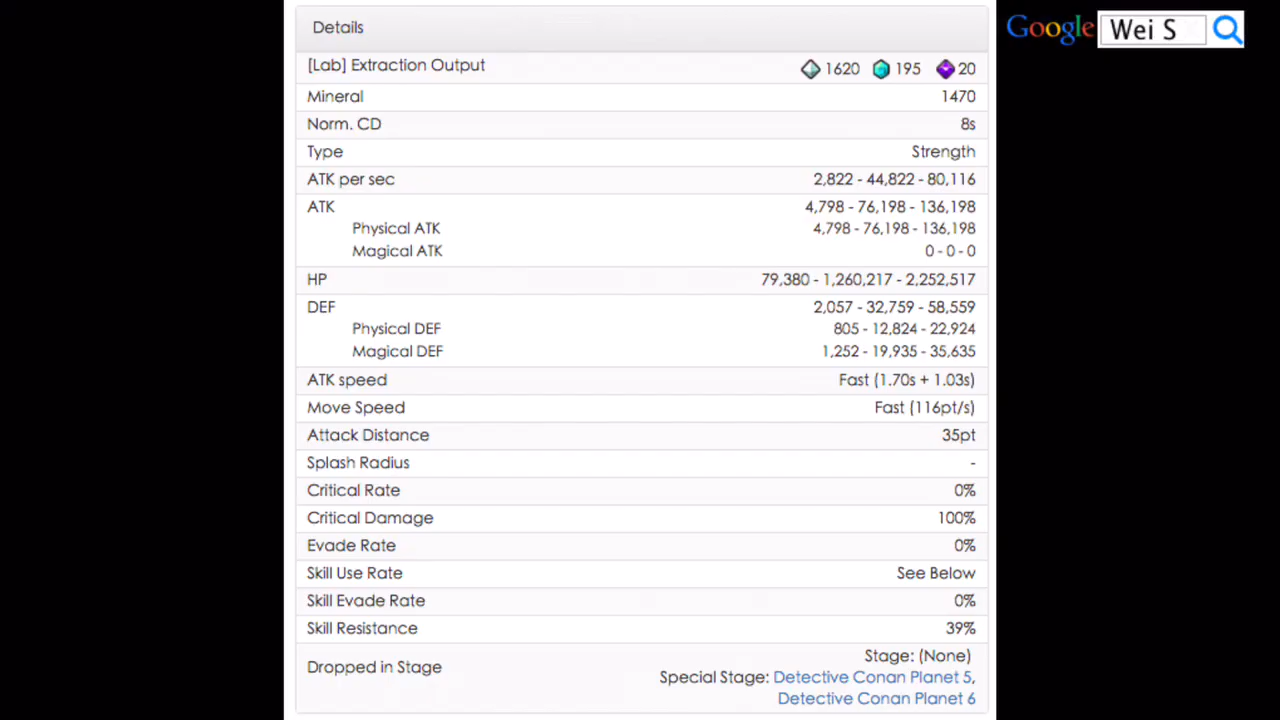 Details
Google Wei S
[Lab] Extraction Output 1620 195 20
Mineral 1470
Norm. CD 8s
Type Strength
ATK per sec 2,822 - 44,822 - 80,116
ATK 4,798 - 76,198 - 136,198
Physical ATK 4,798 - 76,198 - 136,198
Magical ATK 0 - 0 - 0
HP 79,380 - 1,260,217 - 2,252,517
DEF 2,057 - 32,759 - 58,559
Physical DEF 805 - 12,824 - 22,924
Magical DEF 1,252 - 19,935 - 35,635
ATK speed Fast (1.70s + 1.03s)
Move Speed Fast (116pt/s)
Attack Distance 35pt
Splash Radius -
Critical Rate 0%
Critical Damage 100%
Evade Rate 0%
Skill Use Rate See Below
Skill Evade Rate 0%
Skill Resistance 39%
Dropped in Stage Stage: (None)
Special Stage: Detective Conan Planet 5,
Detective Conan Planet 6